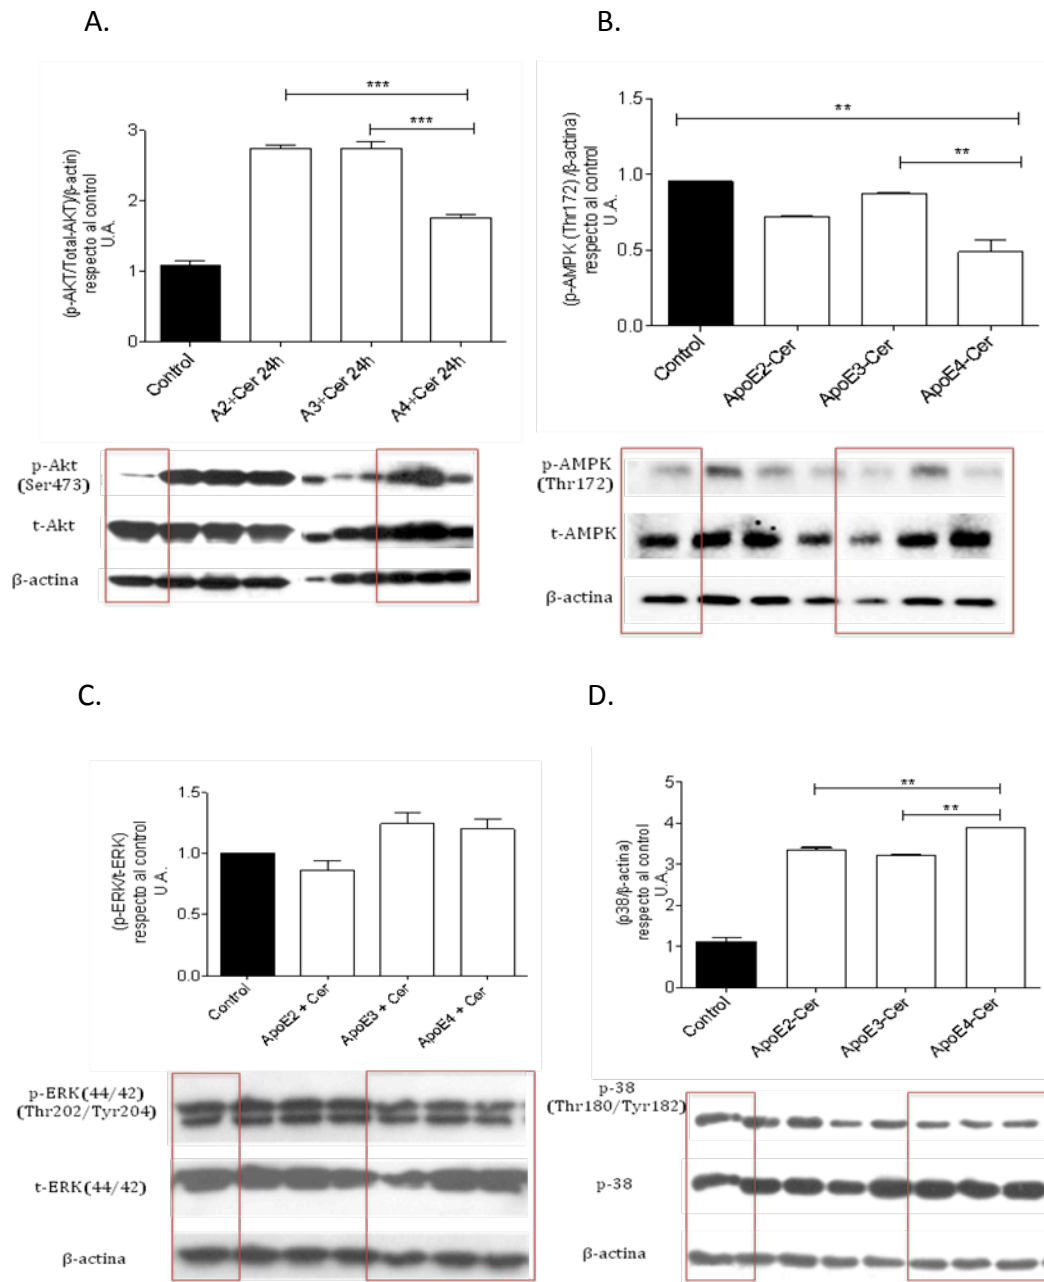 A.
***
***
3
2
1
0
(p-AKT/Total-AKT)/β-actin)
respecto al control
U.A.
Control
A2+Cer 24h
A3+Cer 24h
A4+Cer 24h
p-Akt
(Ser473)
t-Akt
β-actina
B.
**
**
1.5
1.0
0.5
0.0
(p-AMPK (Thr172) /β-actina)
respecto al control
U.A.
Control
ApoE2-Cer
ApoE3-Cer
ApoE4-Cer
p-AMPK
(Thr172)
t-AMPK
β-actina
C.
1.5
1.0
0.5
0.0
(p-ERK/t-ERK)
respecto al control
U.A.
Control
ApoE2 + Cer
ApoE3 + Cer
ApoE4 + Cer
p-ERK(44/42)
(Thr202/Tyr204)
t-ERK(44/42)
β-actina
D.
**
**
5
4
3
2
1
0
(p38/β-actina)
respecto al control
U.A.
Control
ApoE2-Cer
ApoE3-Cer
ApoE4-Cer
p-38
(Thr180/Tyr182)
p-38
β-actina